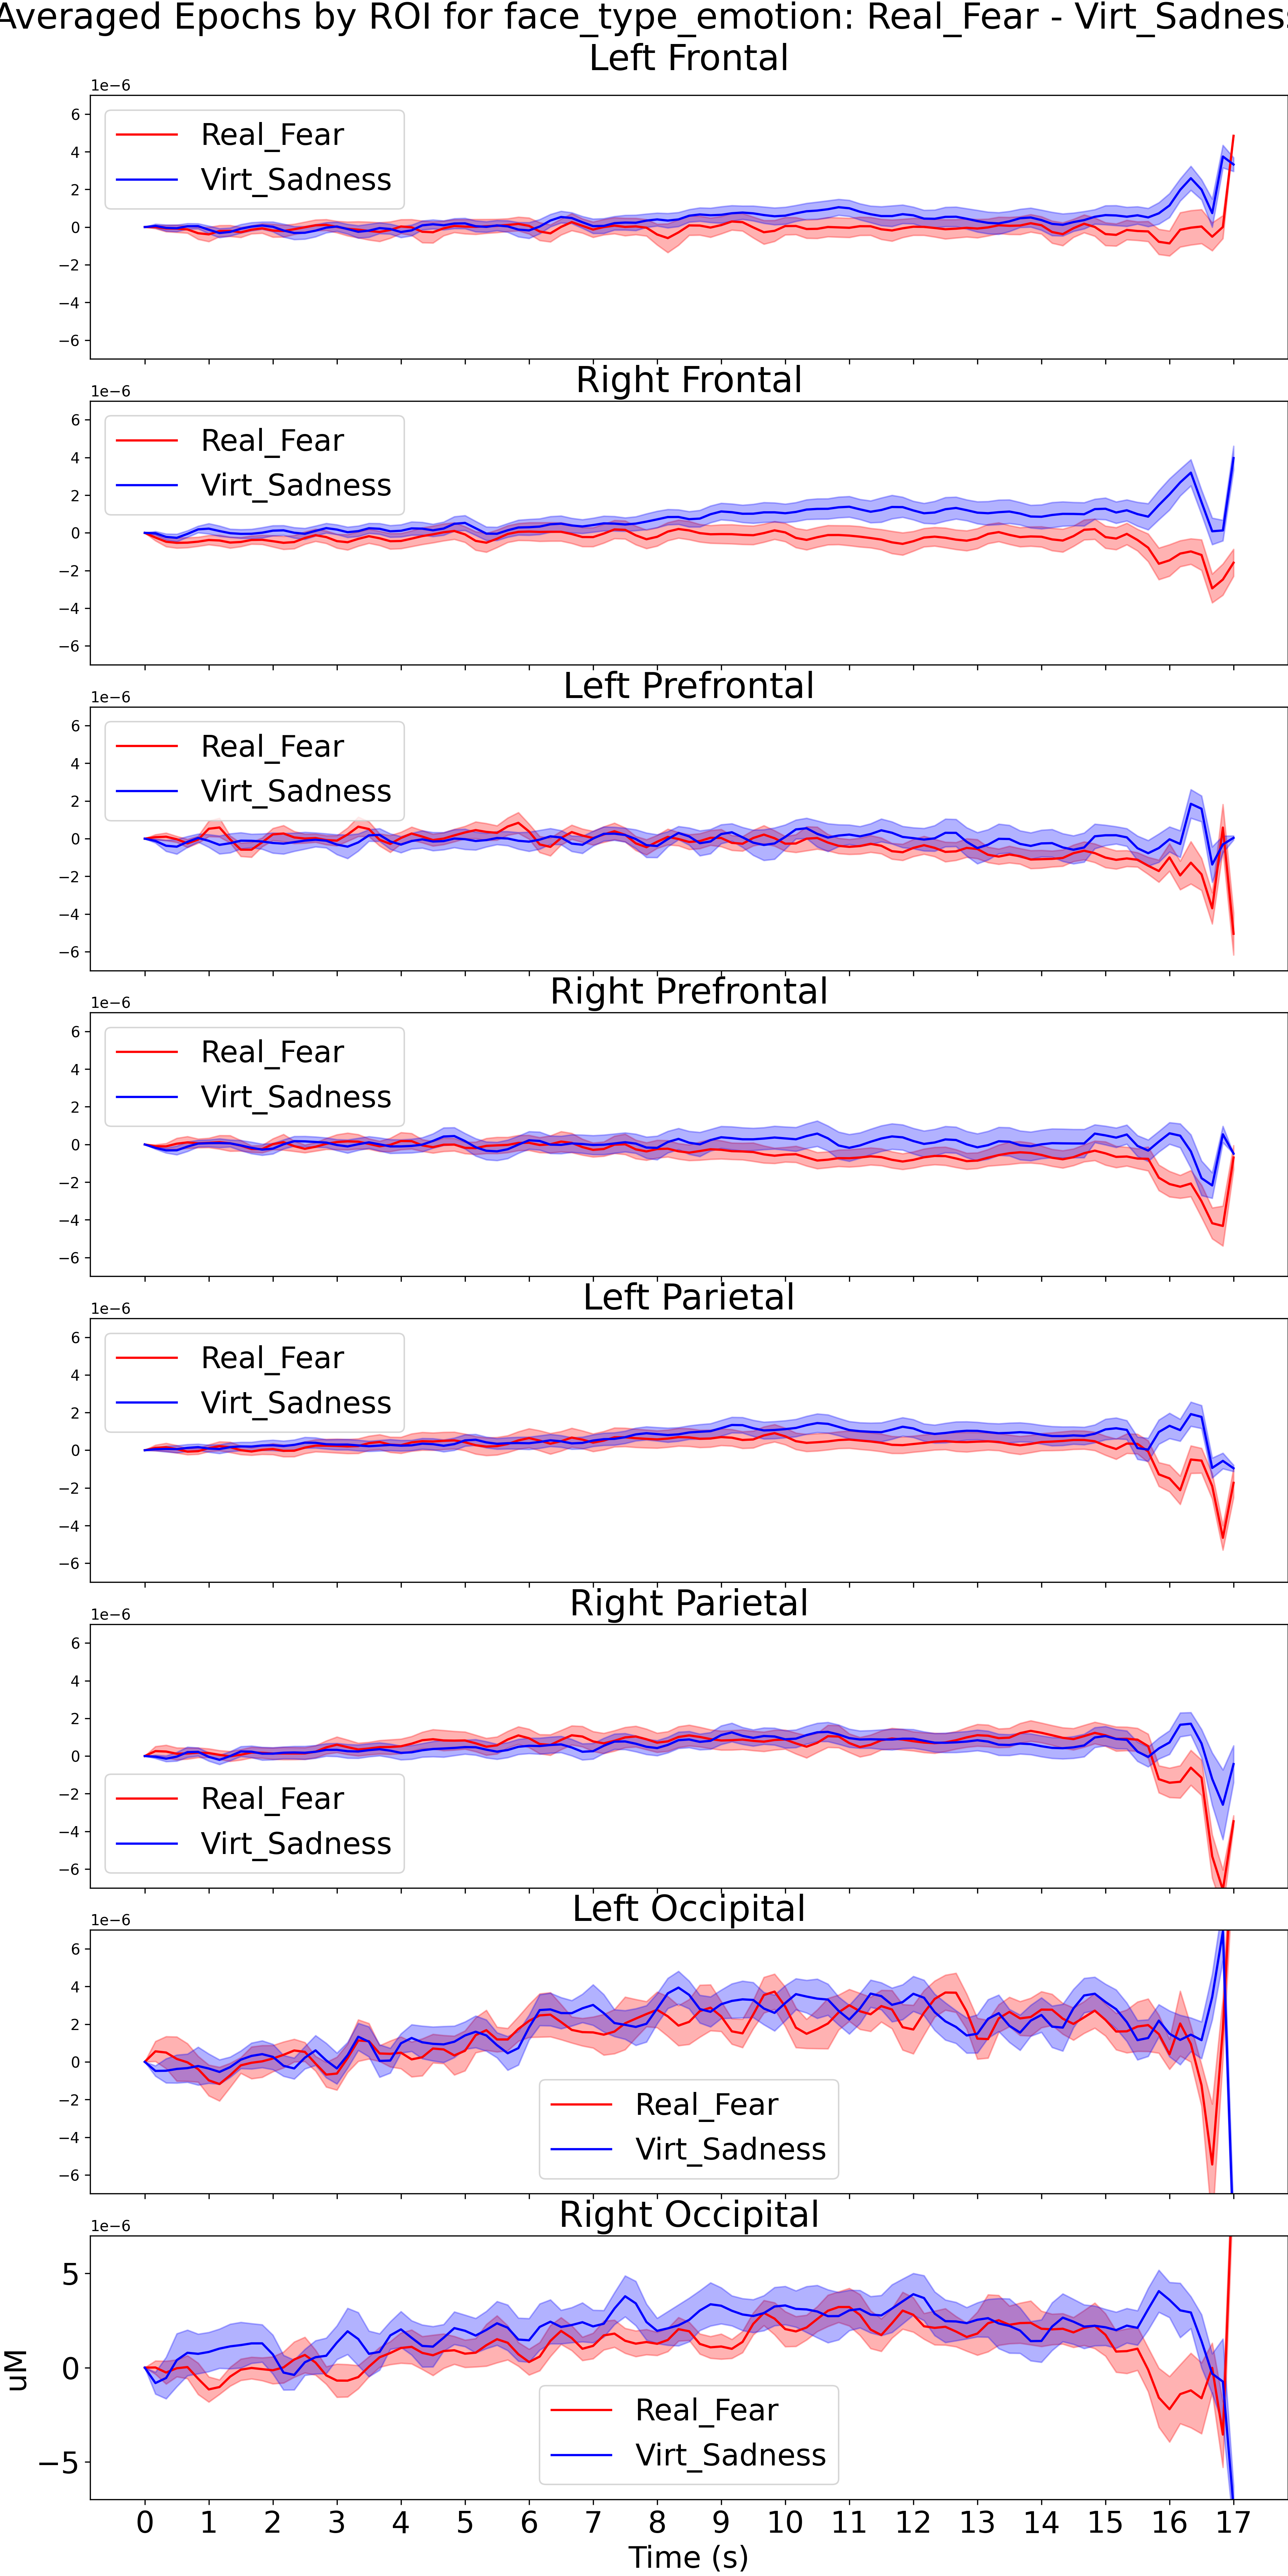 Averaged Epochs by ROI for face_type_emotion: Real_Fear - Virt_Sadness
Left Frontal
1e−6
6
4
2
0
−2
−4
−6
Real_Fear
Virt_Sadness
Right Frontal
1e−6
6
4
2
0
−2
−4
−6
Real_Fear
Virt_Sadness
Left Prefrontal
1e−6
6
4
2
0
−2
−4
−6
Real_Fear
Virt_Sadness
Right Prefrontal
1e−6
6
4
2
0
−2
−4
−6
Real_Fear
Virt_Sadness
Left Parietal
1e−6
6
4
2
0
−2
−4
−6
Real_Fear
Virt_Sadness
Right Parietal
1e−6
6
4
2
0
−2
−4
−6
Real_Fear
Virt_Sadness
Left Occipital
1e−6
6
4
2
0
−2
−4
−6
Real_Fear
Virt_Sadness
Right Occipital
1e−6
5
0
−5
uM
Real_Fear
Virt_Sadness
0 1 2 3 4 5 6 7 8 9 10 11 12 13 14 15 16 17
Time (s)